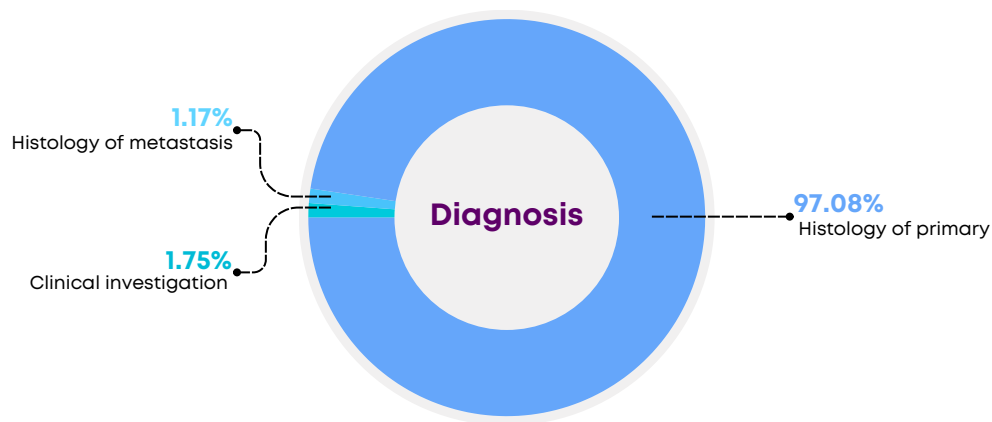 1.17%
Histology of metastasis
Diagnosis
97.08%
Histology of primary
1.75%
Clinical investigation